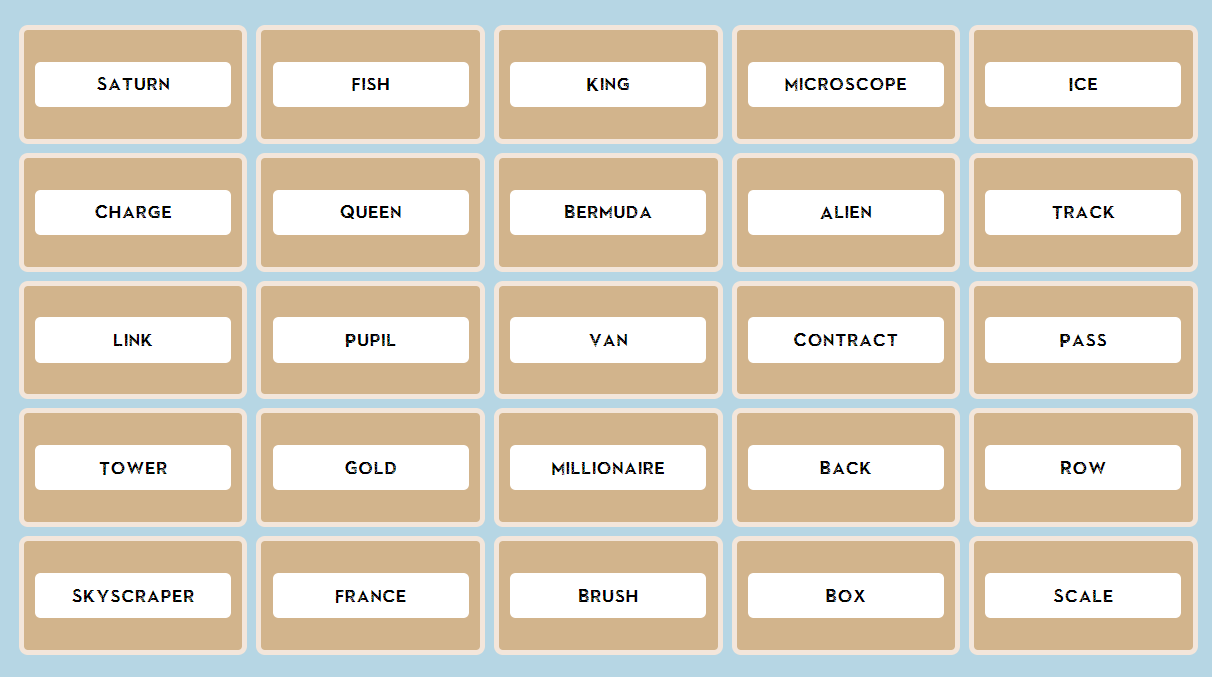 SATURN
FISH
KING
MICROSCOPE
ICE
CHARGE
QUEEN
BERMUDA
ALIEN
TRACK
LINK
PUPIL
VAN
CONTRACT
PASS
TOWER
GOLD
MILLIONAIRE
BACK
ROW
SKYSCRAPER
FRANCE
BRUSH
BOX
SCALE